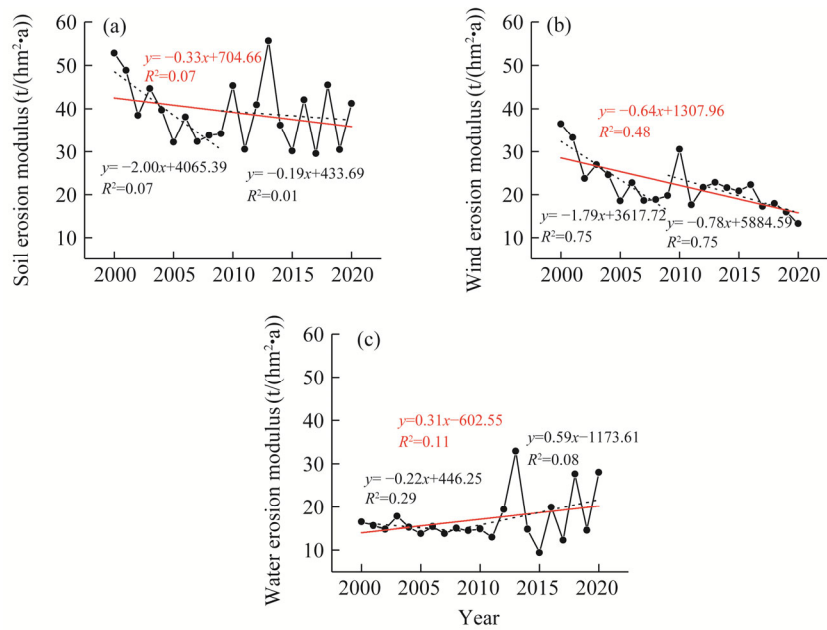 (a)
Soil erosion modulus (t/(hm²•a))
60
50
40
30
20
10
y= −0.33x+704.66
R²=0.07
y= −2.00x+4065.39
R²=0.07
y= −0.19x+433.69
R²=0.01
2000
2005
2010
2015
2020
(b)
Wind erosion modulus (t/(hm²•a))
60
50
40
30
20
10
y= −0.64x+1307.96
R²=0.48
y= −1.79x+3617.72
R²=0.75
y= −0.78x+5884.59
R²=0.75
2000
2005
2010
2015
2020
(c)
Water erosion modulus (t/(hm²•a))
60
50
40
30
20
10
y=0.31x−602.55
R²=0.11
y=0.59x−1173.61
R²=0.08
y= −0.22x+446.25
R²=0.29
2000
2005
2010
2015
2020
Year